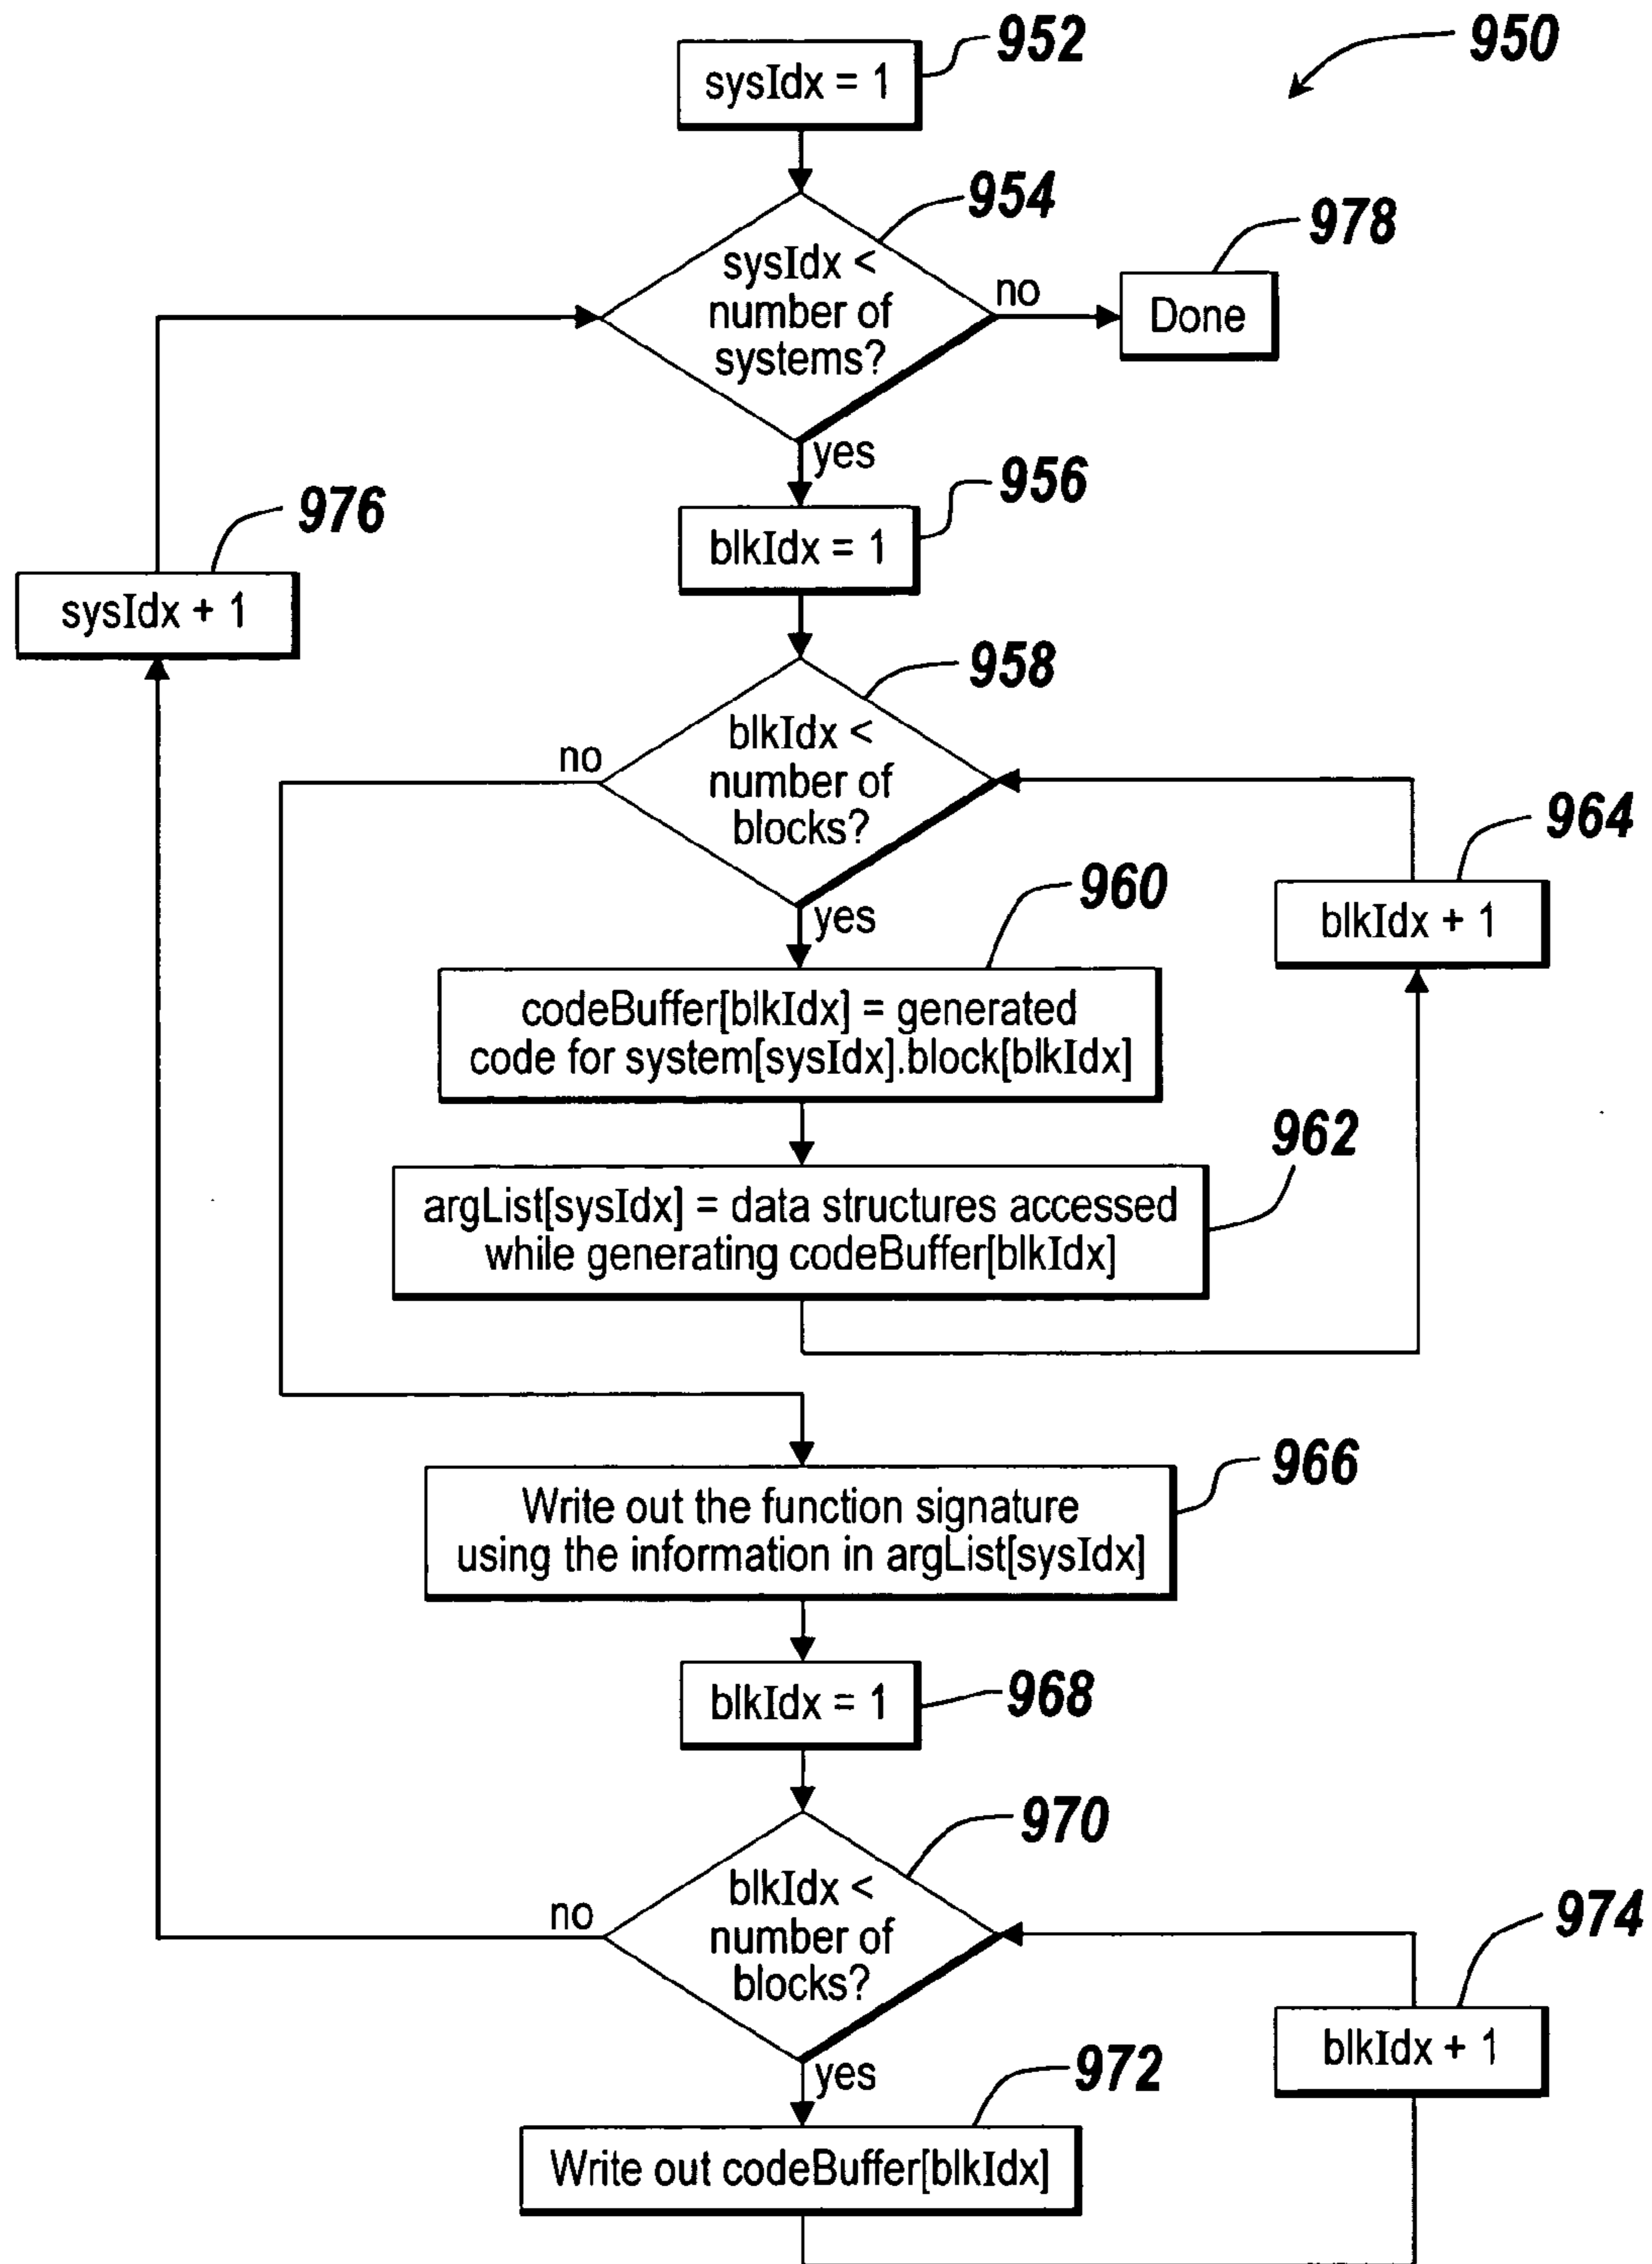 952
950
sysIdx = 1
954
978
sysIdx <
number of
systems?
no
Done
yes
956
976
blkIdx = 1
sysIdx + 1
958
blkIdx <
number of
blocks?
no
964
960
blkIdx + 1
yes
codeBuffer[blkIdx] = generated
code for system[sysIdx].block[blkIdx]
962
argList[sysIdx] = data structures accessed
while generating codeBuffer[blkIdx]
966
Write out the function signature
using the information in argList[sysIdx]
968
blkIdx = 1
970
blkIdx <
number of
blocks?
no
974
blkIdx + 1
yes
972
Write out codeBuffer[blkIdx]